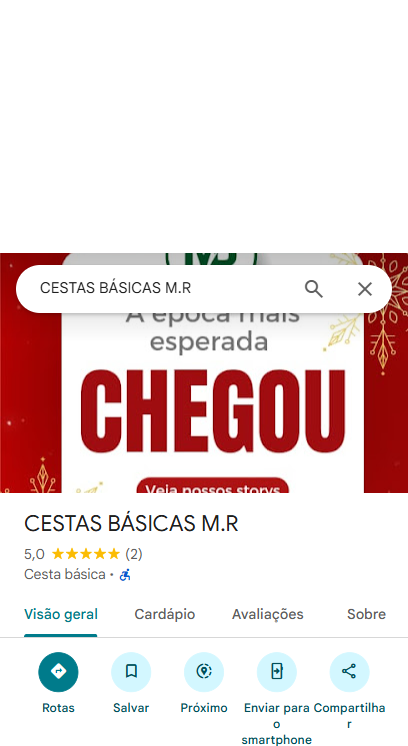 CESTAS BÁSICAS M.R
A época mais
esperada
CHEGOU
Veja nossos storys
CESTAS BÁSICAS M.R
5,0 ★★★★★ (2)
Cesta básica ·
Visão geral Cardápio Avaliações Sobre
Rotas Salvar Próximo Enviar para o smartphone Compartilhar